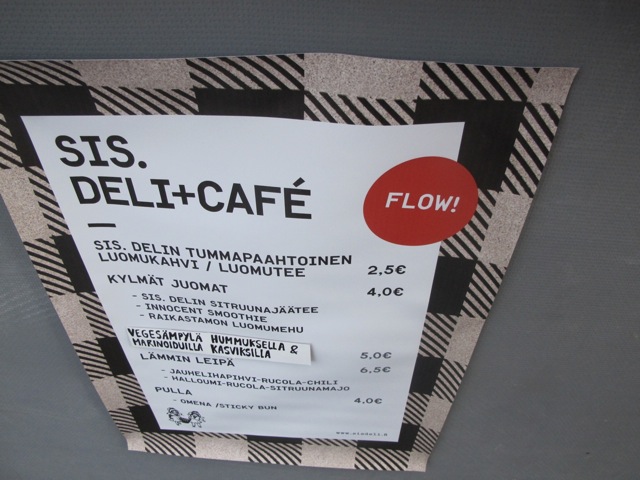 SIS.
DELI+CAFÉ
FLOW!
SIS. DELIN TUMMAPAAHTOINEN
LUOMUKAHVI / LUOMUTEE 2,5€
KYLMÄT JUOMAT 4,0€
- SIS. DELIN SITRUUNAJÄÄTEE
- INNOCENT SMOOTHIE
- RAIKASTAMON LUOMUMEHU
VEGESÄMPYLÄ HUMMUKSELLA &
MARINOIDUILLA KASVIKSILLA 5,0€
LÄMMIN LEIPÄ 6,5€
- JAUHELIHAPIHVI-RUCOLA-CHILI
- HALLOUMI-RUCOLA-SITRUUNAMAJO
PULLA 4,0€
- OMENA /STICKY BUN